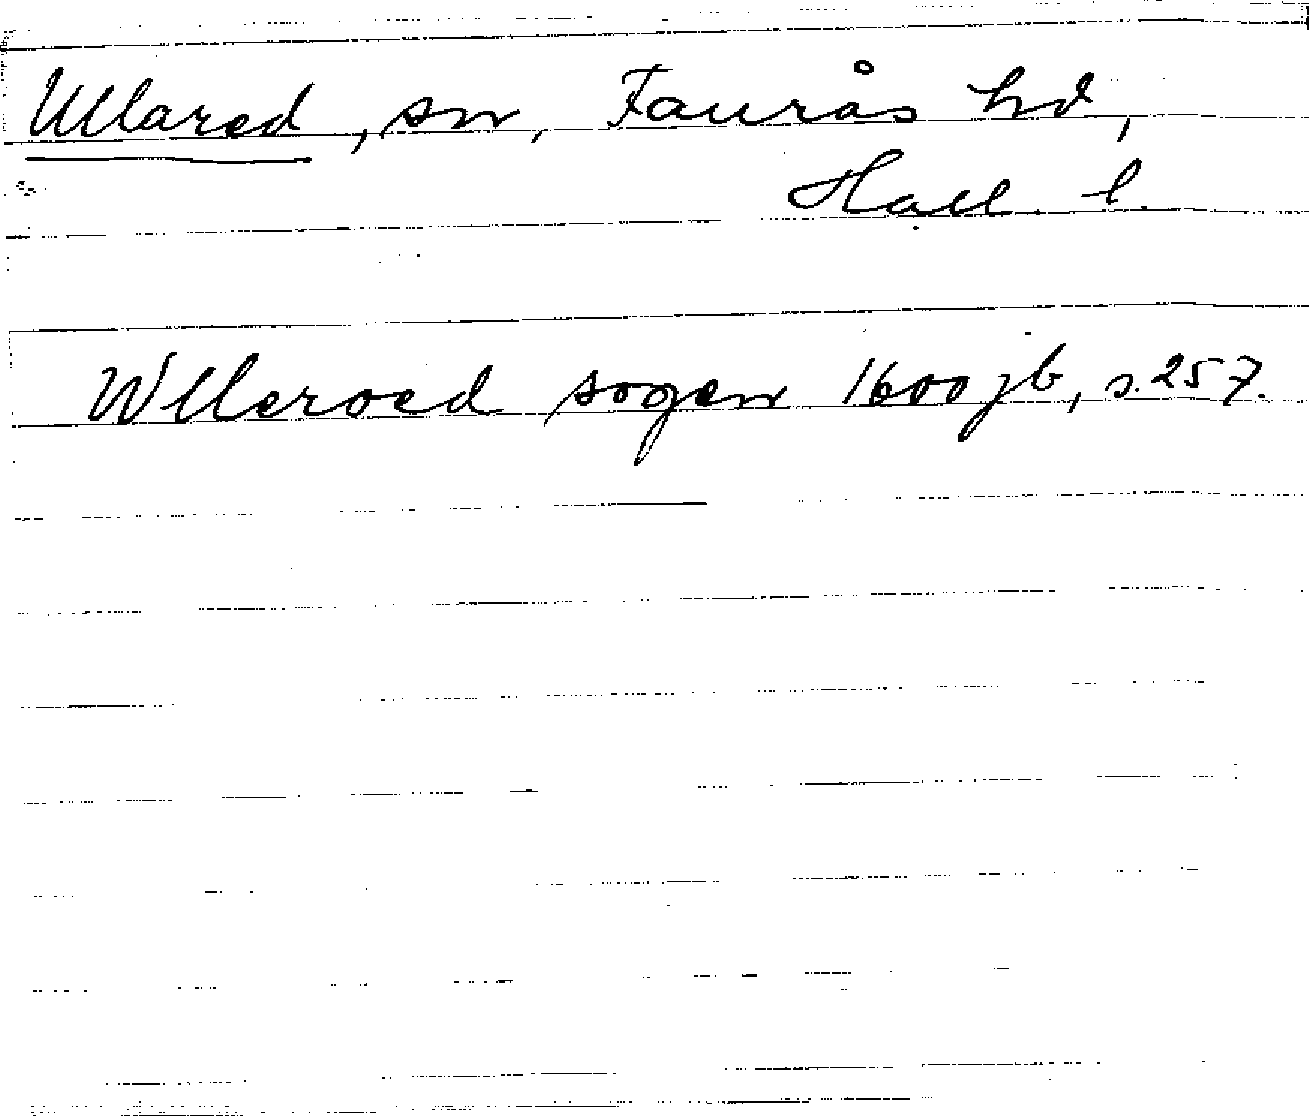 Ullared, sn, Faurås hd,
Hall. l.
Wlleroed sogen 1600 jb, s. 257.